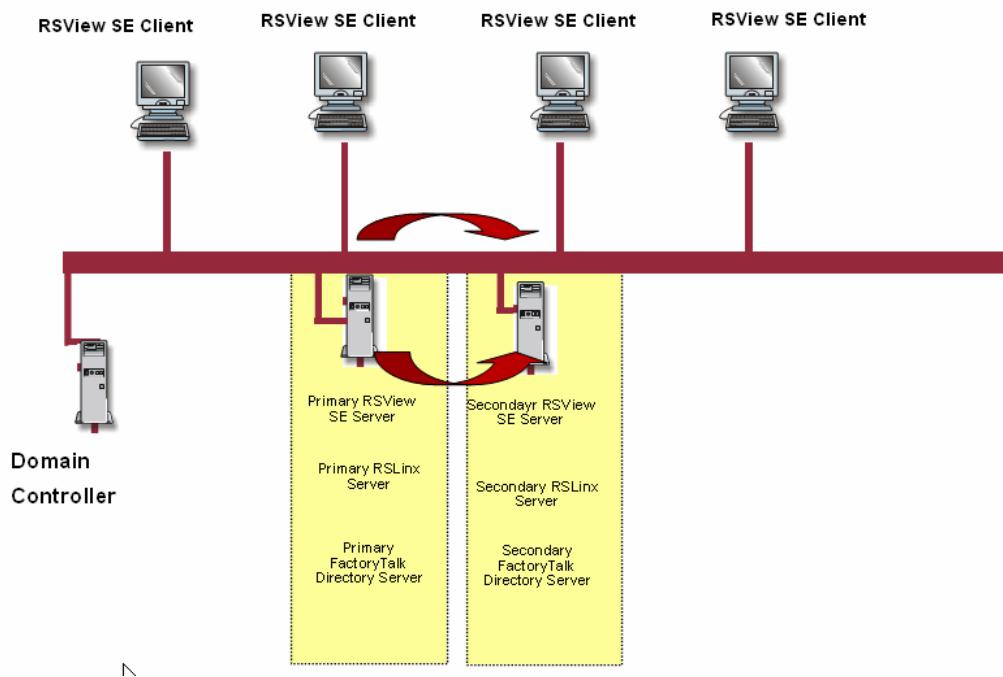 RSView SE Client
RSView SE Client
RSView SE Client
RSView SE Client
Domain
Controller
Primary RSView
SE Server
Primary RSLinx
Server
Primary
FactoryTalk
Directory Server
Secondayr RSView
SE Server
Secondary RSLinx
Server
Secondary
FactoryTalk
Directory Server